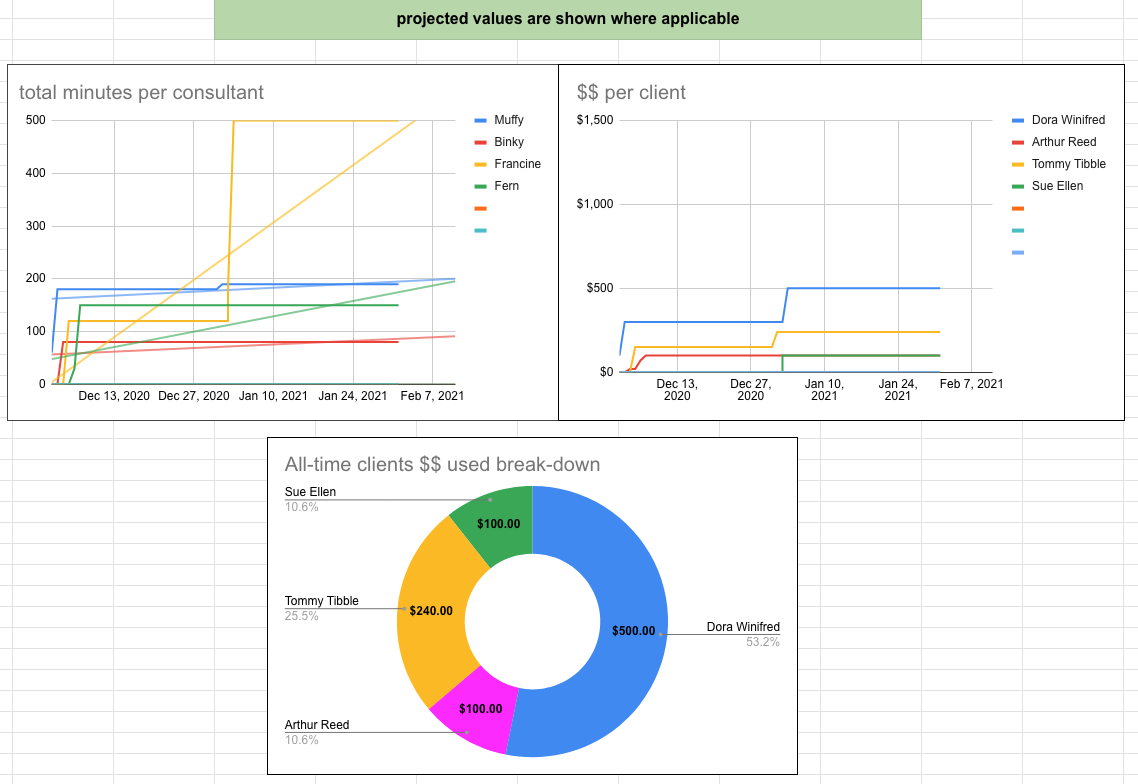 projected values are shown where applicable
total minutes per consultant
500
400
300
200
100
0
Dec 13, 2020
Dec 27, 2020
Jan 10, 2021
Jan 24, 2021
Feb 7, 2021
Muffy
Binky
Francine
Fern
$$ per client
$1,500
$1,000
$500
$0
Dec 13,
2020
Dec 27,
2020
Jan 10,
2021
Jan 24,
2021
Feb 7, 2021
Dora Winifred
Arthur Reed
Tommy Tibble
Sue Ellen
All-time clients $$ used break-down
Sue Ellen
10.6%
$100.00
Tommy Tibble
25.5%
$240.00
$500.00
Dora Winifred
53.2%
$100.00
Arthur Reed
10.6%